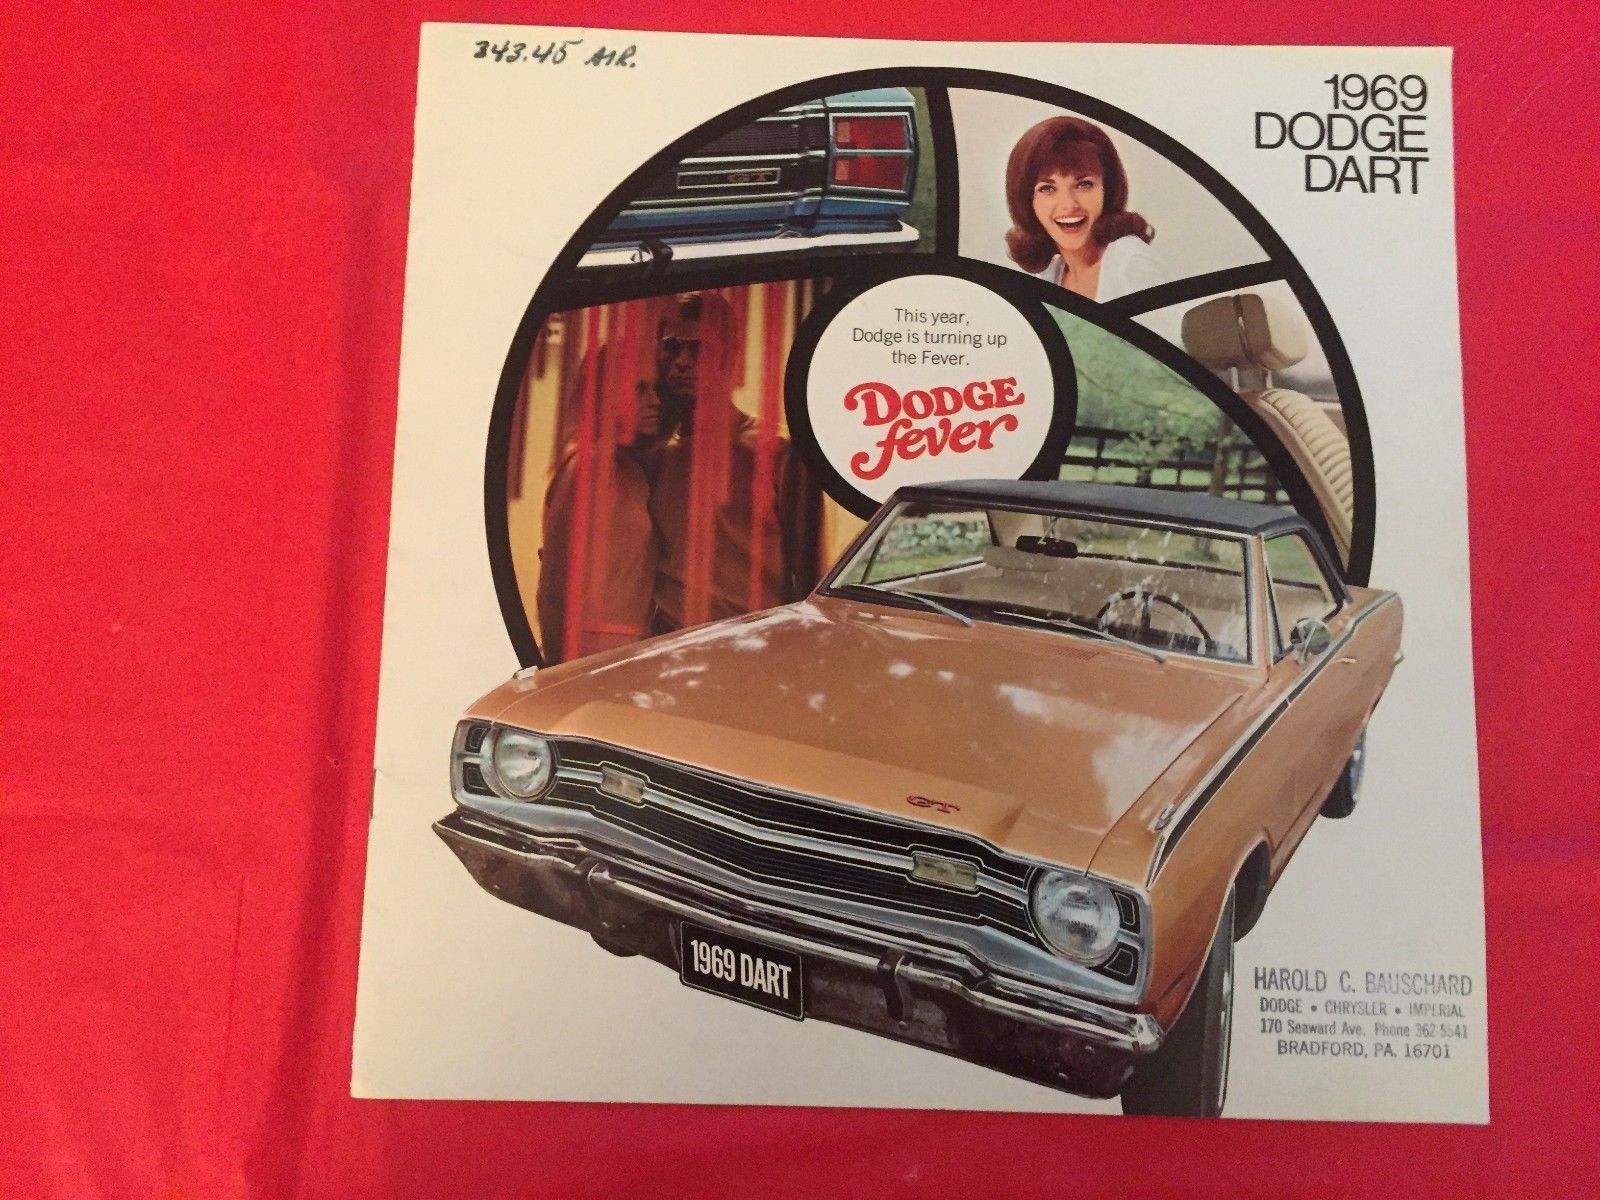 343.45 AIR.
1969
DODGE
DART
GT
This year,
Dodge is turning up
the Fever.
DODGE
fever
GT
1969 DART
HAROLD C. BAUSCHARD
DODGE • CHRYSLER • IMPERIAL
170 Seaward Ave. Phone 362-5541
BRADFORD, PA. 16701